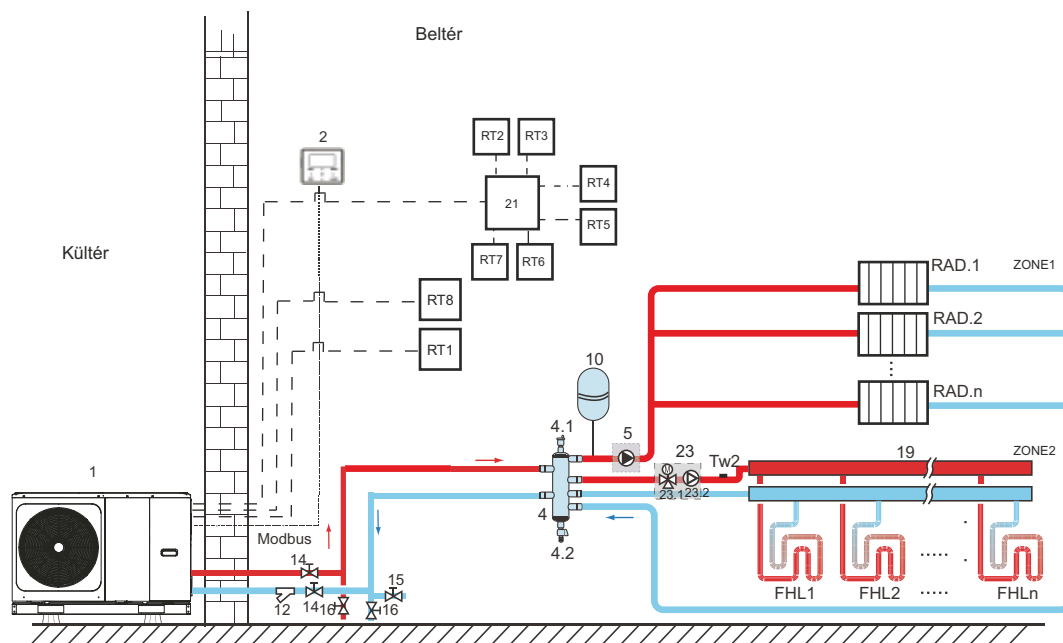 Beltér
2
RT2
RT3
RT4
21
RT5
RT7
RT6
Kültér
RT8
RT1
RAD.1
ZONE1
RAD.2
.....
RAD.n
10
4.1
5
23
Tw2
19
ZONE2
M
23.1
23.2
1
4
4.2
Modbus
14
12
14
16
15
16
FHL1
FHL2
.....
.....
FHLn